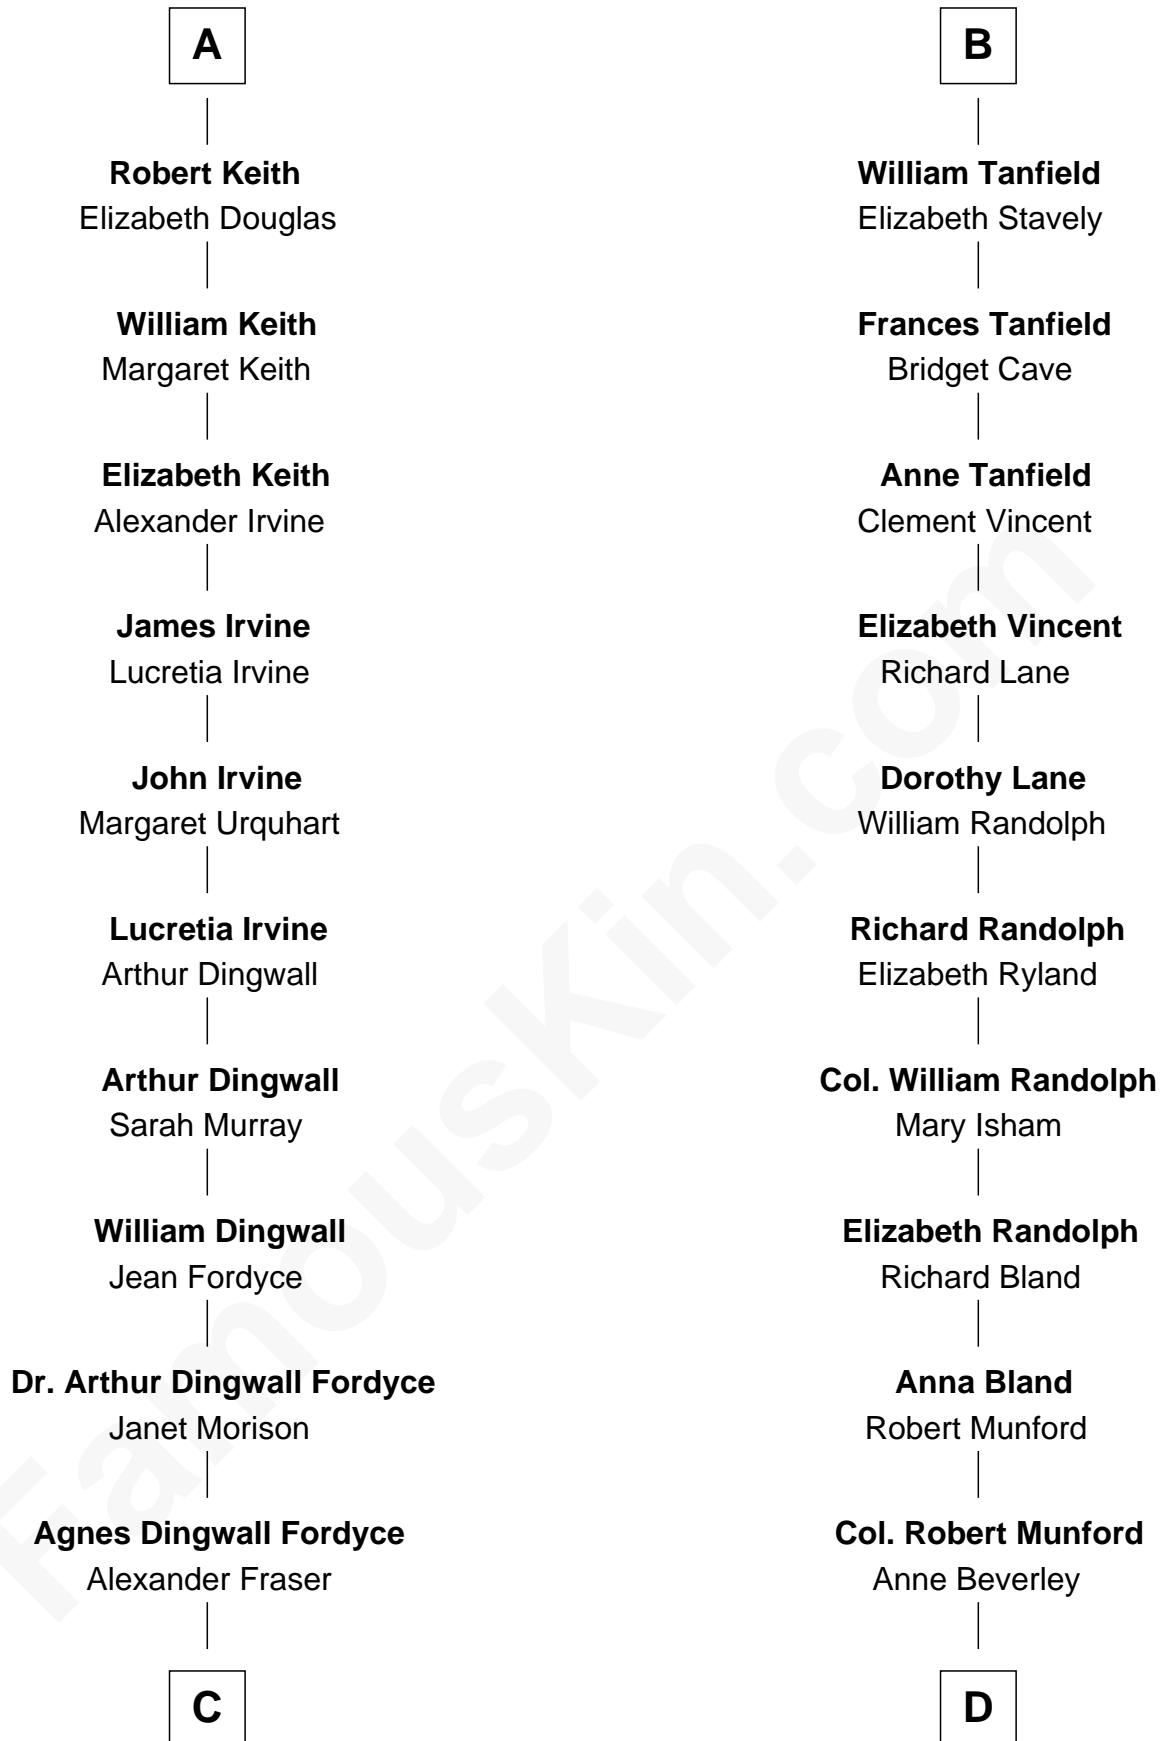 A
Robert Keith
Elizabeth Douglas
William Keith
Margaret Keith
Elizabeth Keith
Alexander Irvine
James Irvine
Lucretia Irvine
John Irvine
Margaret Urquhart
Lucretia Irvine
Arthur Dingwall
Arthur Dingwall
Sarah Murray
William Dingwall
Jean Fordyce
Dr. Arthur Dingwall Fordyce
Janet Morison
Agnes Dingwall Fordyce
Alexander Fraser
C
B
William Tanfield
Elizabeth Stavely
Frances Tanfield
Bridget Cave
Anne Tanfield
Clement Vincent
Elizabeth Vincent
Richard Lane
Dorothy Lane
William Randolph
Richard Randolph
Elizabeth Ryland
Col. William Randolph
Mary Isham
Elizabeth Randolph
Richard Bland
Anna Bland
Robert Munford
Col. Robert Munford
Anne Beverley
D
FamousKin.com